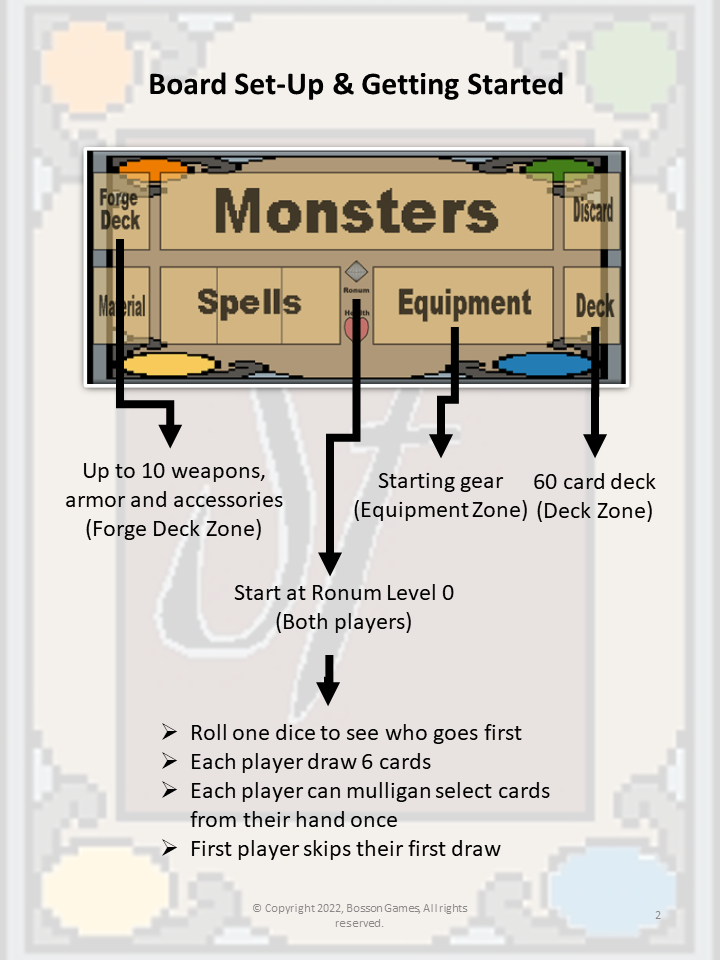 Board Set-Up & Getting Started
Forge
Deck
Monsters
Discard
Material
Spells
Ronum
Health
Equipment
Deck
Up to 10 weapons,
armor and accessories
(Forge Deck Zone)
Starting gear
(Equipment Zone)
60 card deck
(Deck Zone)
Start at Ronum Level 0
(Both players)
➢ Roll one dice to see who goes first
➢ Each player draw 6 cards
➢ Each player can mulligan select cards
from their hand once
➢ First player skips their first draw
© Copyright 2022, Bosson Games, All rights
reserved.
2